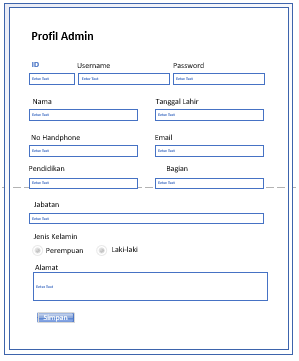 Profil Admin
ID Username Password
Enter Text Enter Text Enter Text
Nama Tanggal Lahir
Enter Text Enter Text
No Handphone Email
Enter Text Enter Text
Pendidikan Bagian
Enter Text Enter Text
Jabatan
Enter Text
Jenis Kelamin
Perempuan Laki-laki
Alamat
Enter Text
Simpan